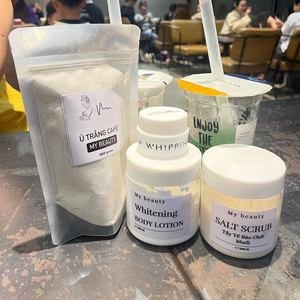 Ủ TRẮNG CAFE
MY BEAUTY
ENJOY
THE
WHIPPIN
My beauty
Whitening
BODY LOTION
My beauty
SALT SCRUB
Tẩy Tế Bào Chết
Muối